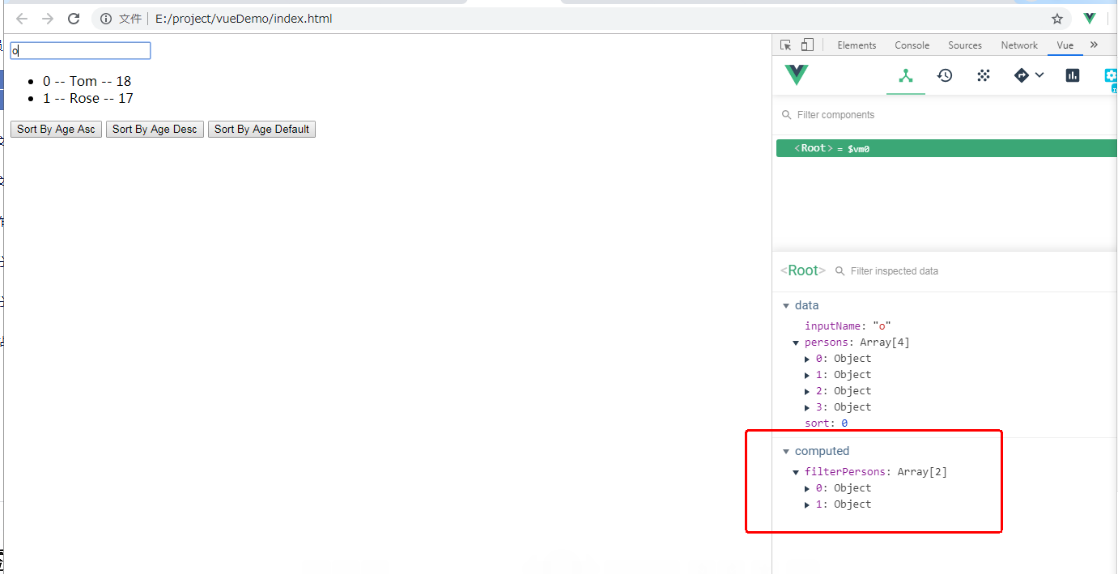 文件 E:/project/vueDemo/index.html
o
0 -- Tom -- 18
1 -- Rose -- 17
Sort By Age Asc Sort By Age Desc Sort By Age Default
Elements Console Sources Network Vue »
Filter components
<Root> = $vm0
<Root> Filter inspected data
data
inputName: "o"
persons: Array[4]
0: Object
1: Object
2: Object
3: Object
sort: 0
computed
filterPersons: Array[2]
0: Object
1: Object